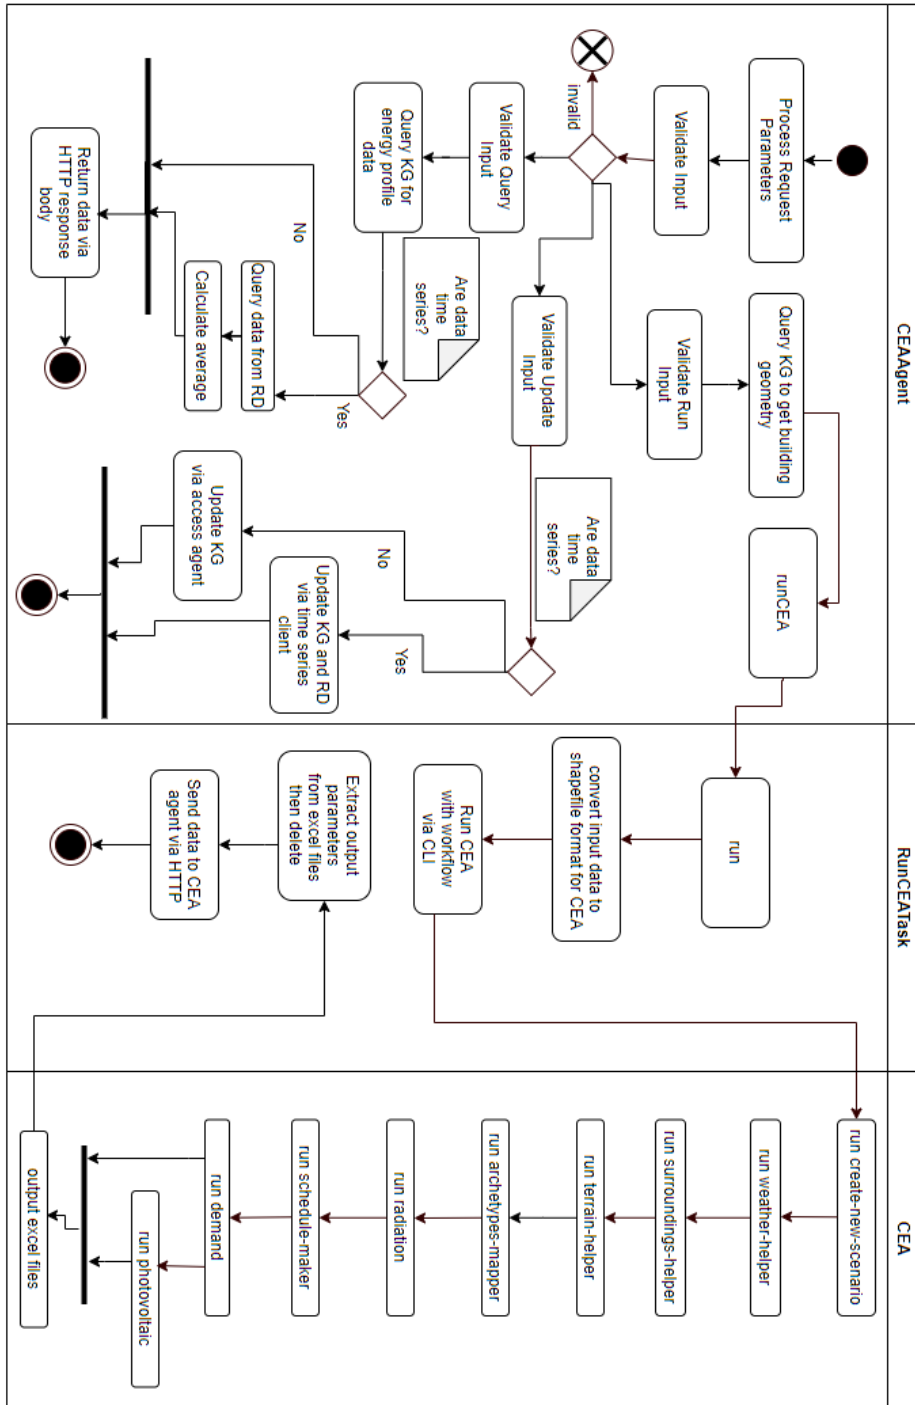 CEAAgent
Process Request
Parameters
Validate Input
invalid
Validate Query
Input
Query KG for
energy profile
data
Are data
time
series?
No
Yes
Query data from RD
Calculate average
Return data via
HTTP response
body
Validate Update
Input
Are data
time
series?
No
Yes
Update KG
via access agent
Update KG and RD
via time series
client
Validate Run
Input
Query KG to get building
geometry
runCEA
RunCEATask
run
convert input data to
shapefile format for CEA
Run CEA
with workflow
via CLI
Extract output
parameters
from excel files
then delete
Send data to CEA
agent via HTTP
CEA
run create-new-scenario
run weather-helper
run surroundings-helper
run terrain-helper
run archetypes-mapper
run radiation
run schedule-maker
run demand
run photovoltaic
output excel files